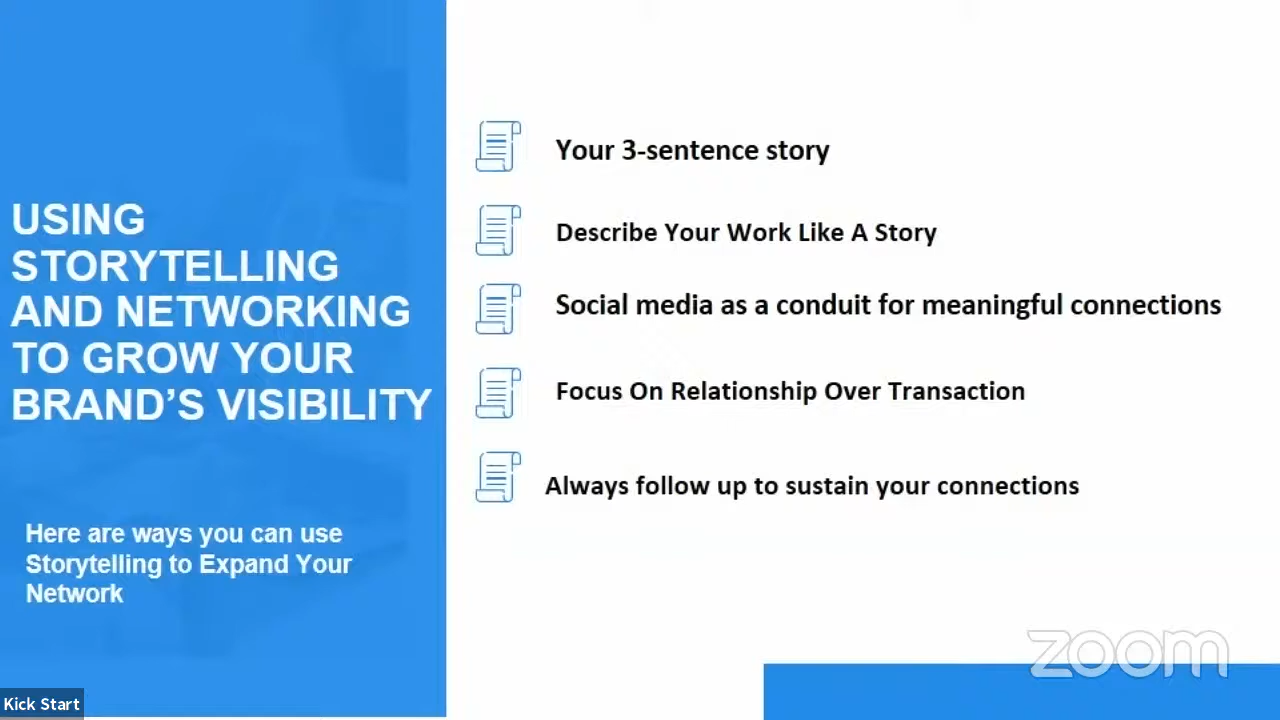 USING
STORYTELLING
AND NETWORKING
TO GROW YOUR
BRAND’S VISIBILITY
Here are ways you can use
Storytelling to Expand Your
Network
Your 3-sentence story
Describe Your Work Like A Story
Social media as a conduit for meaningful connections
Focus On Relationship Over Transaction
Always follow up to sustain your connections
zoom
Kick Start